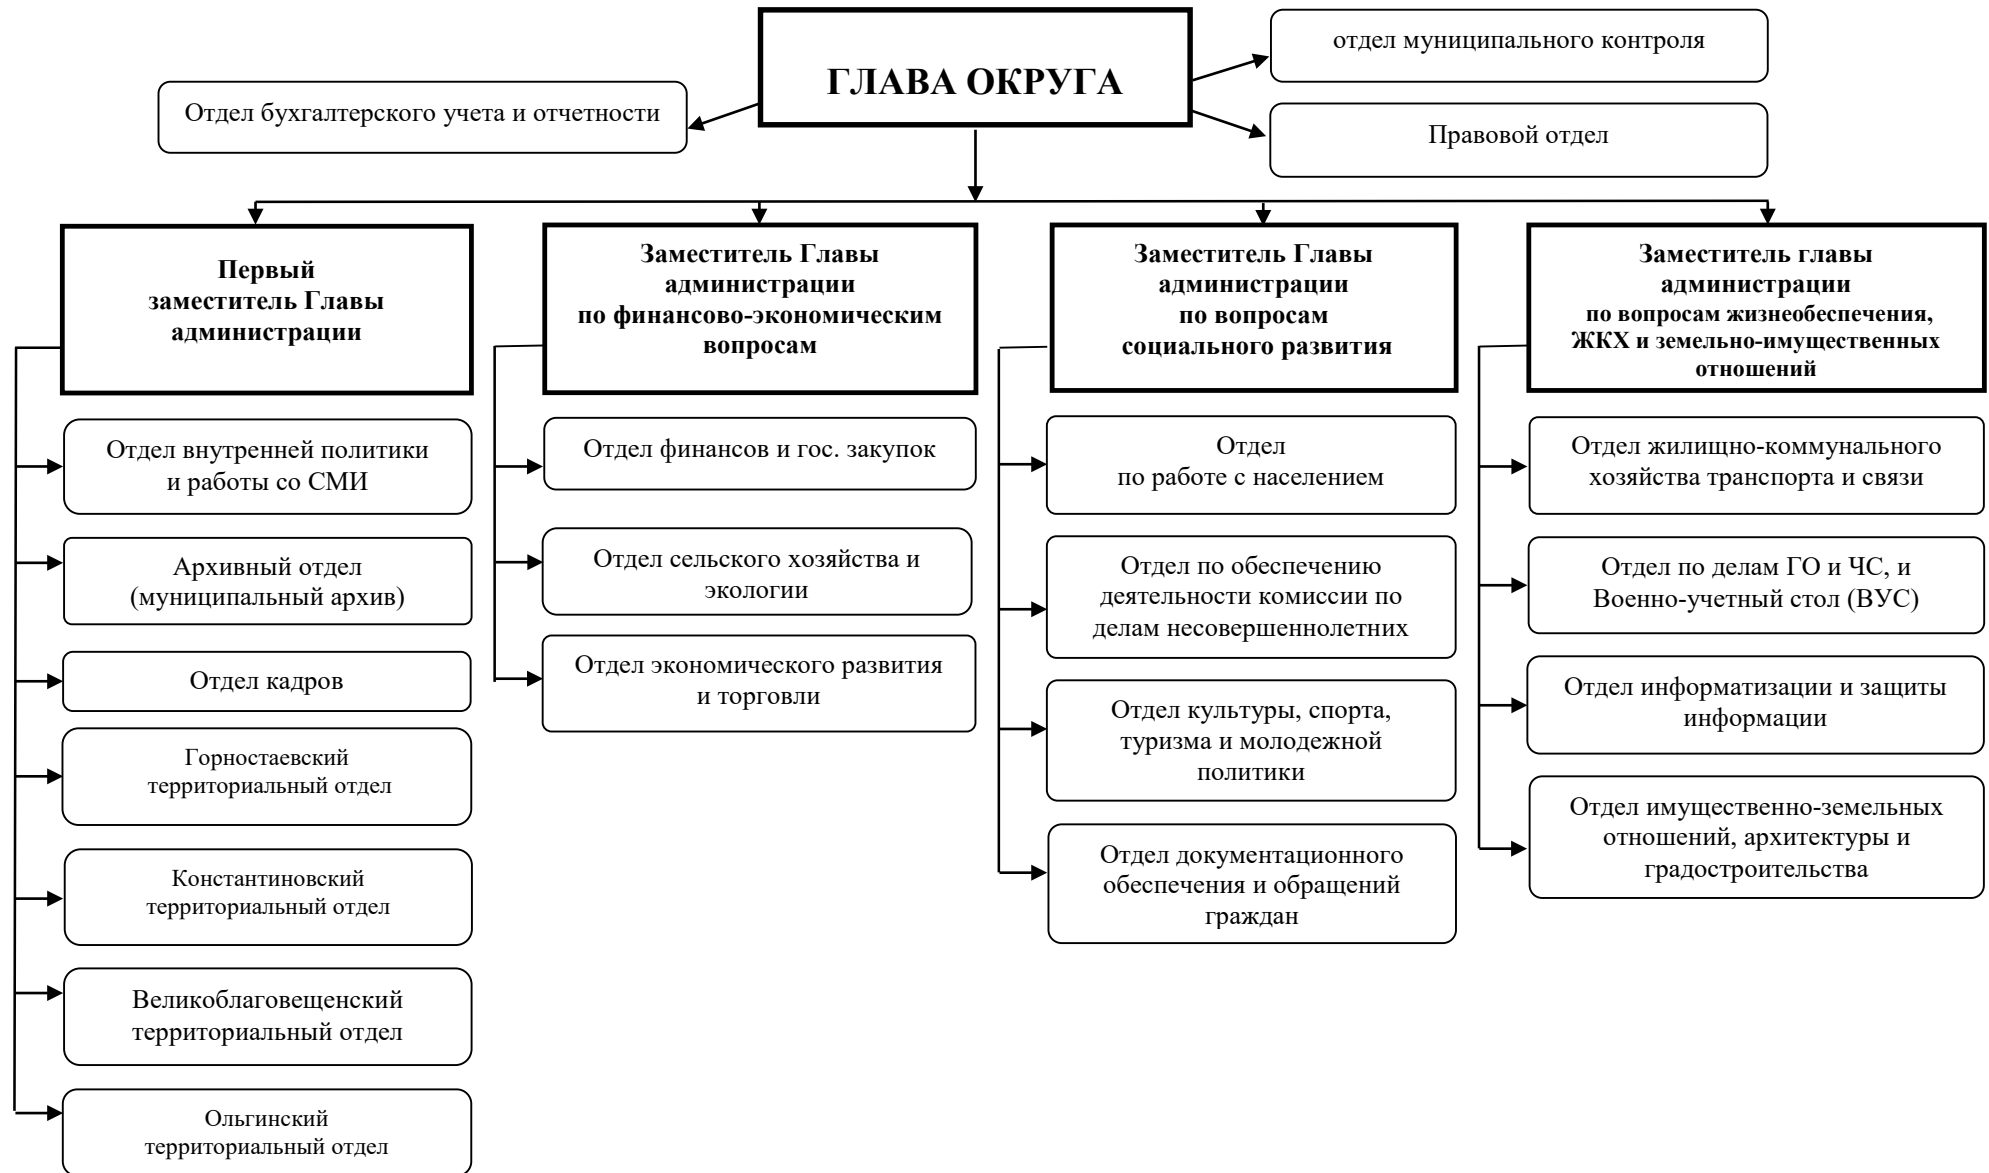 ГЛАВА ОКРУГА
отдел муниципального контроля
Отдел бухгалтерского учета и отчетности
Правовой отдел
Первый
заместитель Главы
администрации
Заместитель Главы
администрации
по финансово-экономическим
вопросам
Заместитель Главы
администрации
по вопросам
социального развития
Заместитель главы
администрации
по вопросам жизнеобеспечения,
ЖКХ и земельно-имущественных
отношений
Отдел внутренней политики
и работы со СМИ
Архивный отдел
(муниципальный архив)
Отдел кадров
Горностаевский
территориальный отдел
Константиновский
территориальный отдел
Великоблаговещенский
территориальный отдел
Ольгинский
территориальный отдел
Отдел финансов и гос. закупок
Отдел сельского хозяйства и
экологии
Отдел экономического развития
и торговли
Отдел
по работе с населением
Отдел по обеспечению
деятельности комиссии по
делам несовершеннолетних
Отдел культуры, спорта,
туризма и молодежной
политики
Отдел документационного
обеспечения и обращений
граждан
Отдел жилищно-коммунального
хозяйства транспорта и связи
Отдел по делам ГО и ЧС, и
Военно-учетный стол (ВУС)
Отдел информатизации и защиты
информации
Отдел имущественно-земельных
отношений, архитектуры и
градостроительства